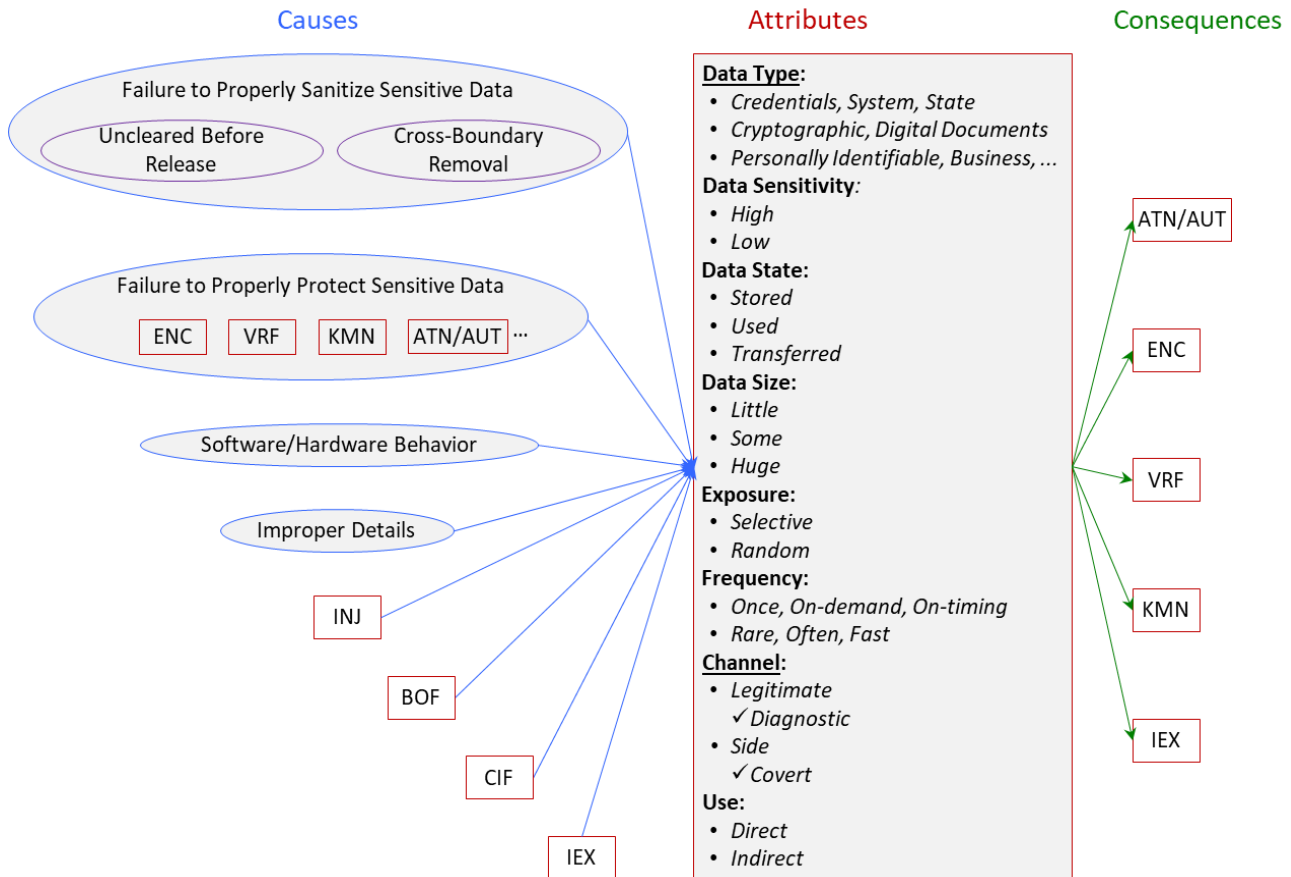 Causes
Attributes
Consequences
Failure to Properly Sanitize Sensitive Data
Uncleared Before
Release
Cross-Boundary
Removal
Failure to Properly Protect Sensitive Data
ENC
VRF
KMN
ATN/AUT
...
Software/Hardware Behavior
Improper Details
INJ
BOF
CIF
IEX
Data Type:
• Credentials, System, State
• Cryptographic, Digital Documents
• Personally Identifiable, Business, ...
Data Sensitivity:
• High
• Low
Data State:
• Stored
• Used
• Transferred
Data Size:
• Little
• Some
• Huge
Exposure:
• Selective
• Random
Frequency:
• Once, On-demand, On-timing
• Rare, Often, Fast
Channel:
• Legitimate
✓ Diagnostic
• Side
✓ Covert
Use:
• Direct
• Indirect
ATN/AUT
ENC
VRF
KMN
IEX